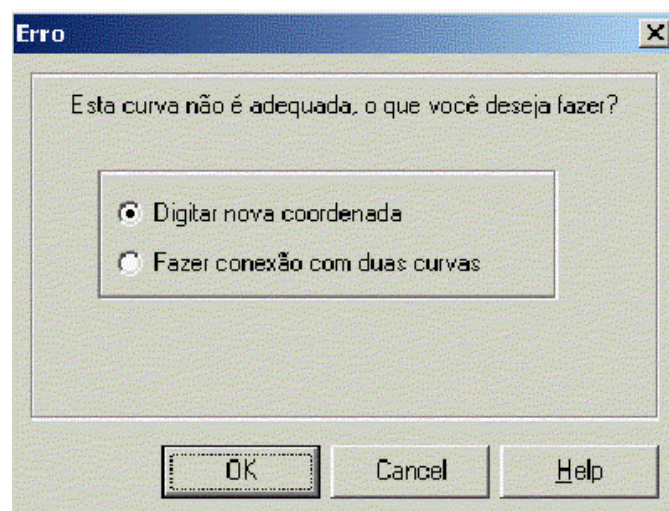 Erro
Esta curva não é adequada, o que você deseja fazer?
Digitar nova coordenada
Fazer conexão com duas curvas
OK Cancel Help